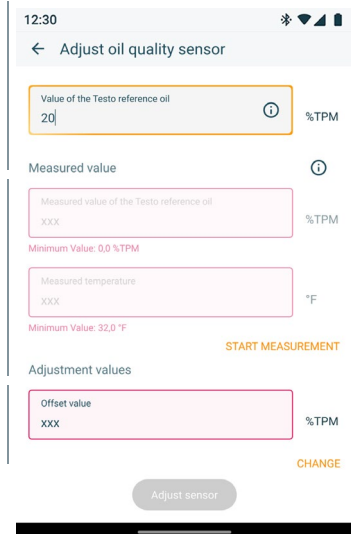 12:30
Adjust oil quality sensor
Value of the Testo reference oil
20
%TPM
Measured value
Measured value of the Testo reference oil
xxx
%TPM
Minimum Value: 0,0 %TPM
Measured temperature
xxx
°F
Minimum Value: 32,0 °F
START MEASUREMENT
Adjustment values
Offset value
xxx
%TPM
CHANGE
Adjust sensor